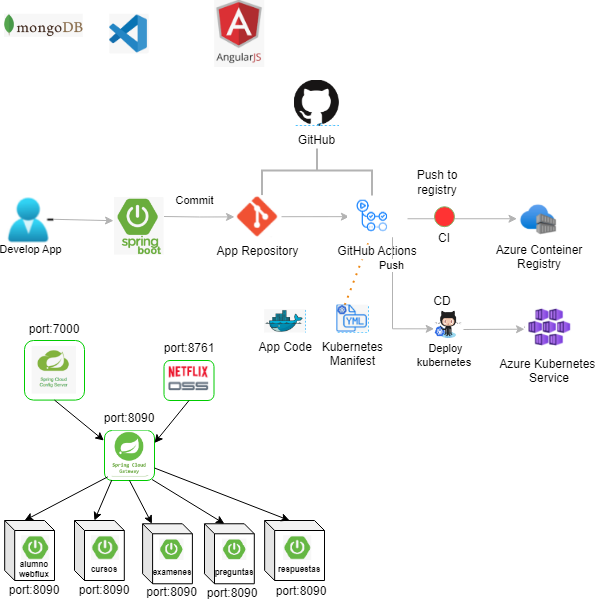 mongoDB
AngularJS
GitHub
Push to
registry
Commit
spring
boot
Develop App
App Repository
GitHub Actions
Push
CI
Azure Conteiner
Registry
CD
YML
App Code
Kubernetes
Manifest
Deploy
kubernetes
Azure Kubernetes
Service
port:7000
port:8761
Spring Cloud
Config Server
NETFLIX
OSS
port:8090
Spring Cloud
Gateway
alumno
webflux
cursos
examenes
preguntas
respuestas
port:8090
port:8090
port:8090
port:8090
port:8090